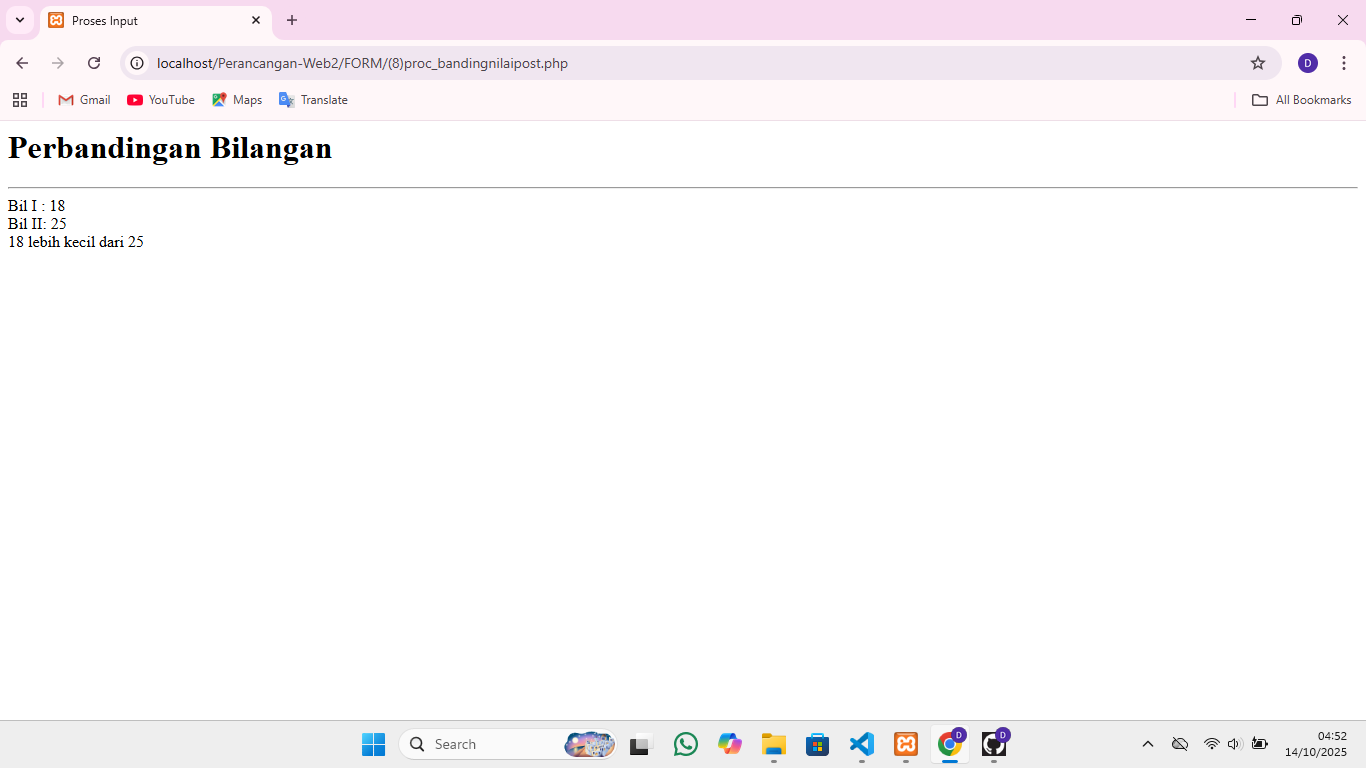 Proses Input
localhost/Perancangan-Web2/FORM/(8)proc_bandingnilaipost.php
D
Gmail
YouTube
Maps
Translate
All Bookmarks
Perbandingan Bilangan
Bil I : 18
Bil II: 25
18 lebih kecil dari 25
Search
D
D
04:52
14/10/2025